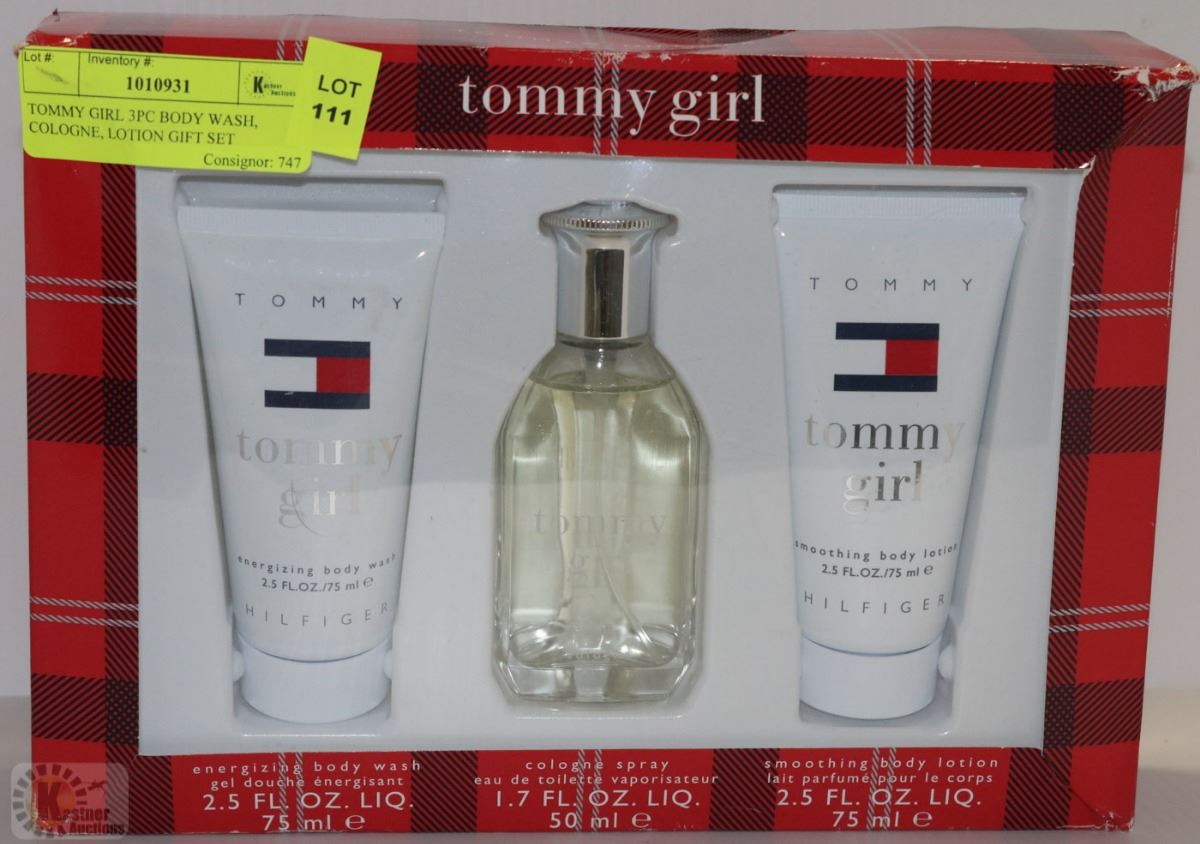 Lot #: Inventory #:
1010931
Kastner Auctions
TOMMY GIRL 3PC BODY WASH,
COLOGNE, LOTION GIFT SET
Consignor: 747
LOT
111
tommy girl
TOMMY
tommy
girl
energizing body wash
2.5 FL.OZ./75 ml e
HILFIGER
tommy
girl
TOMMY
tommy
girl
smoothing body lotion
2.5 FL.OZ./75 ml e
HILFIGER
energizing body wash
gel douche énergisant
2.5 FL. OZ. LIQ.
75 ml e
cologne spray
eau de toilette vaporisateur
1.7 FL. OZ. LIQ.
50 ml e
smoothing body lotion
lait parfumé pour le corps
2.5 FL. OZ. LIQ.
75 ml e
Kastner
Auctions